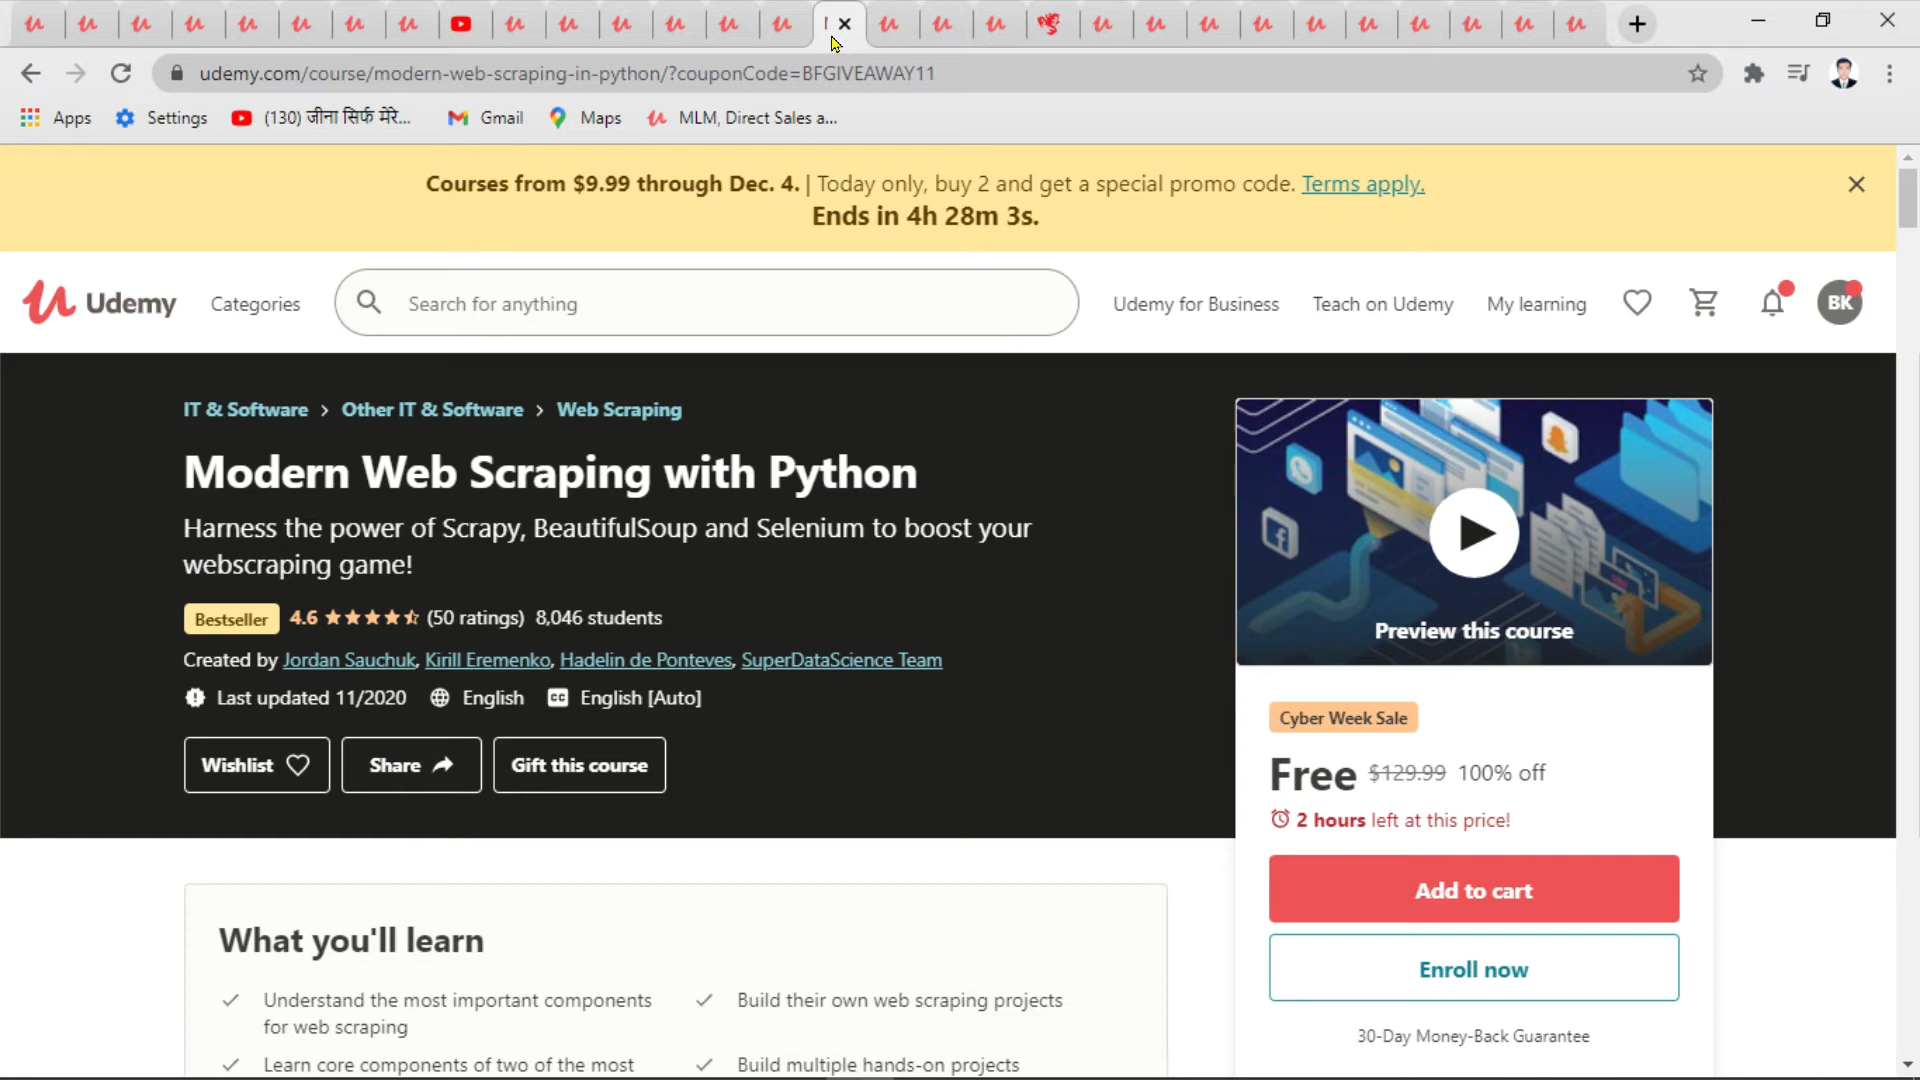 udemy.com/course/modern-web-scraping-in-python/?couponCode=BFGIVEAWAY11
Apps Settings (130) जीना सिर्फ मेरे... Gmail Maps MLM, Direct Sales a...
Courses from $9.99 through Dec. 4. | Today only, buy 2 and get a special promo code. Terms apply.
Ends in 4h 28m 3s.
Udemy Categories Search for anything Udemy for Business Teach on Udemy My learning BK
IT & Software › Other IT & Software › Web Scraping
Modern Web Scraping with Python
Harness the power of Scrapy, BeautifulSoup and Selenium to boost your
webscraping game!
Bestseller 4.6 (50 ratings) 8,046 students
Created by Jordan Sauchuk, Kirill Eremenko, Hadelin de Ponteves, SuperDataScience Team
Last updated 11/2020 English CC English [Auto]
Wishlist Share Gift this course
Preview this course
Cyber Week Sale
Free $129.99 100% off
2 hours left at this price!
Add to cart
Enroll now
30-Day Money-Back Guarantee
What you'll learn
Understand the most important components
for web scraping
Build their own web scraping projects
Learn core components of two of the most
Build multiple hands-on projects